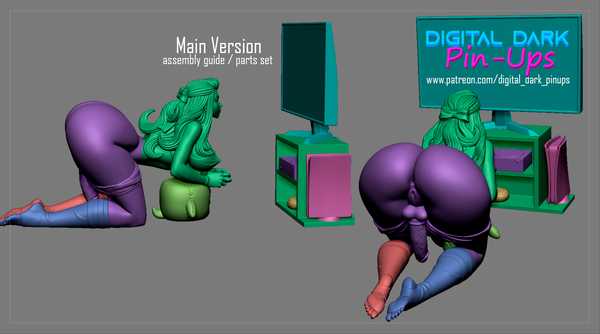 Main Version
assembly guide / parts set
DIGITAL DARK
Pin-Ups
www.patreon.com/digital_dark_pinups